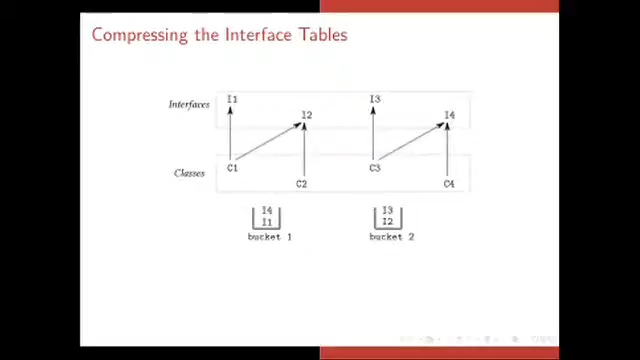 Compressing the Interface Tables
Interfaces
I1
I2
I3
I4
Classes
C1
C2
C3
C4
I4
I1
bucket 1
I3
I2
bucket 2